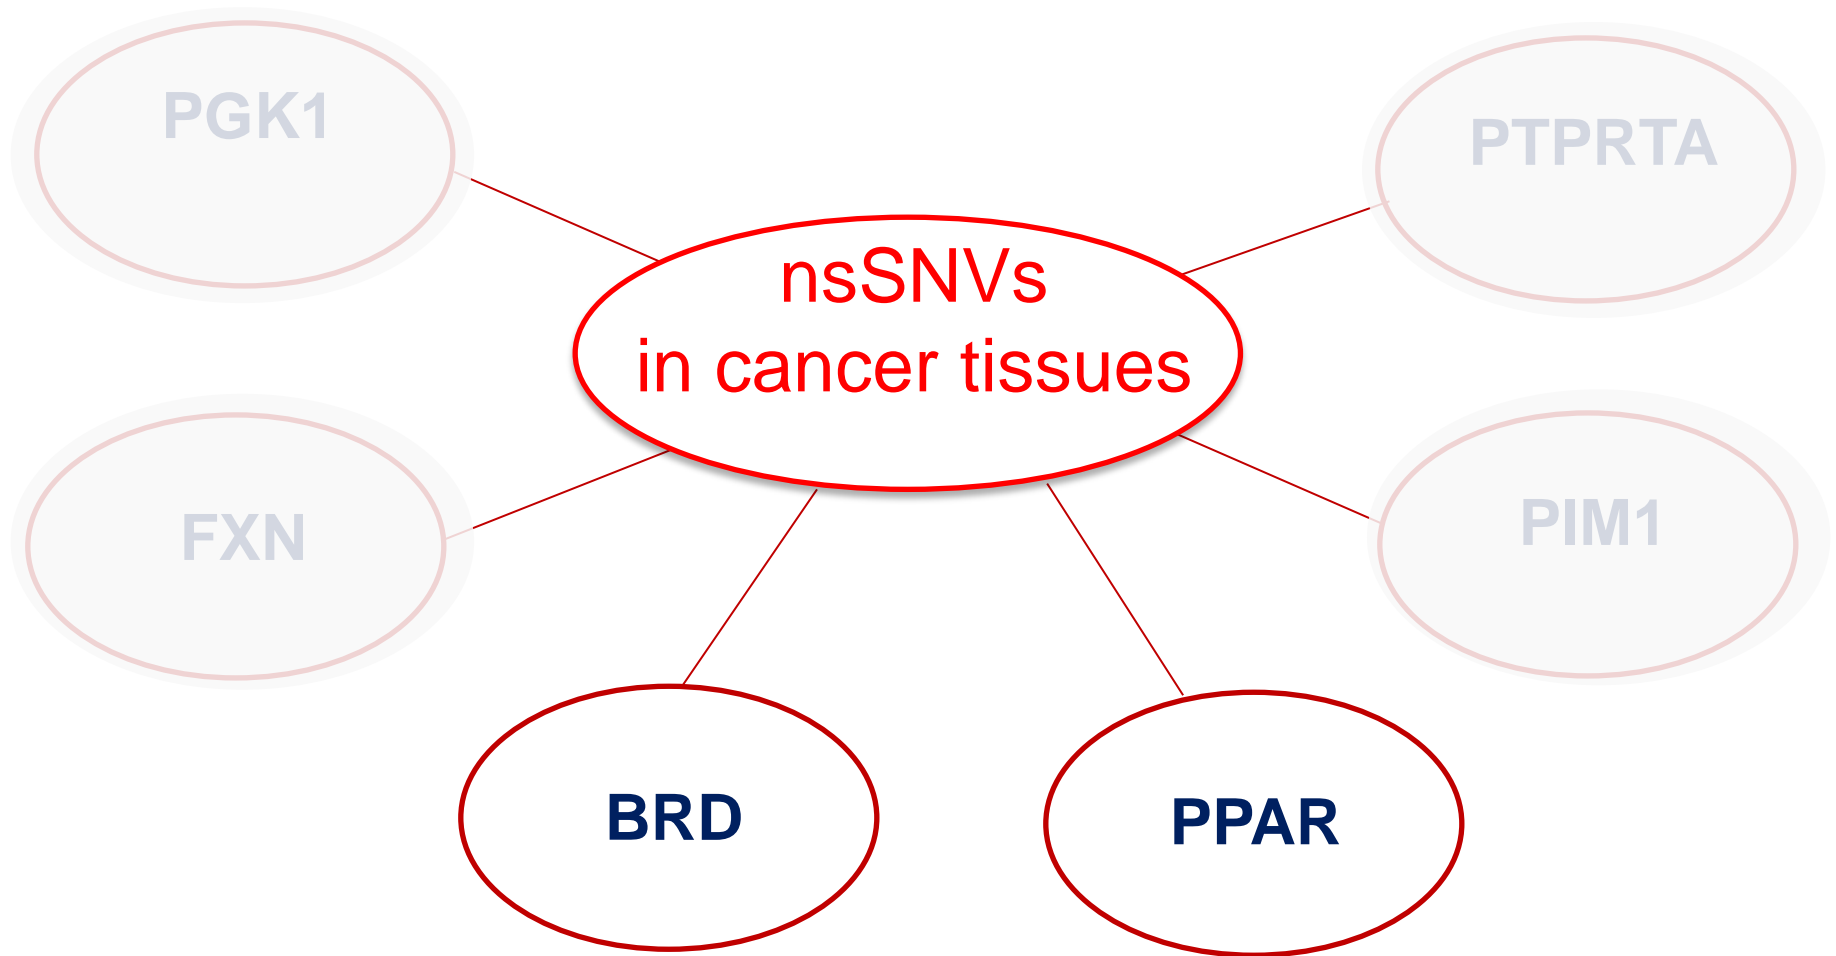 PGK1
PTPRTA
nsSNVs
in cancer tissues
FXN
PIM1
BRD
PPAR